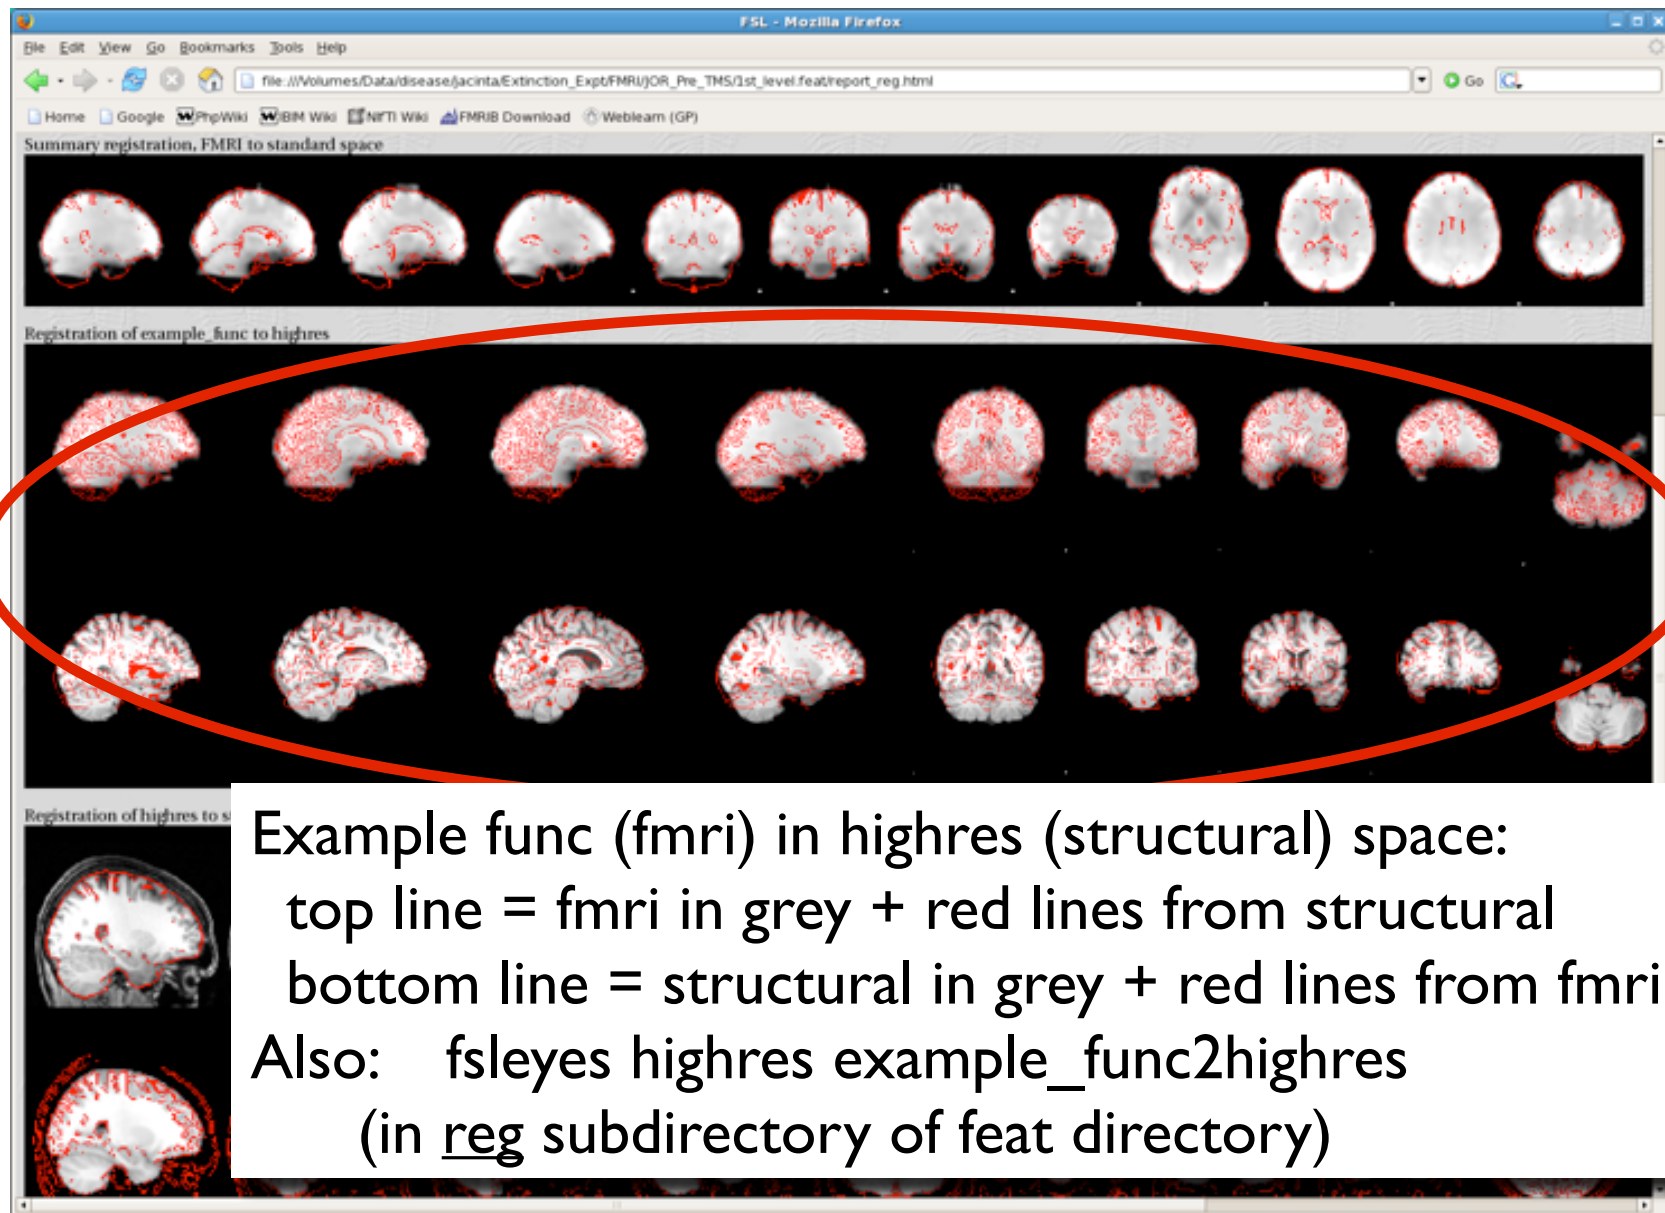 FSL - Mozilla Firefox
File Edit View Go Bookmarks Tools Help
file:///Volumes/Data/disease/jacinta/Extinction_Expt/FMRI/JOR_Pre_TMS/1st_level.feat/report_reg.html
Go
Home Google PhpWiki IBIM Wiki NIfTI Wiki FMRIB Download Weblearn (GP)
Summary registration, FMRI to standard space
Registration of example_func to highres
Registration of highres to s
Example func (fmri) in highres (structural) space:
top line = fmri in grey + red lines from structural
bottom line = structural in grey + red lines from fmri
Also: fsleyes highres example_func2highres
(in reg subdirectory of feat directory)